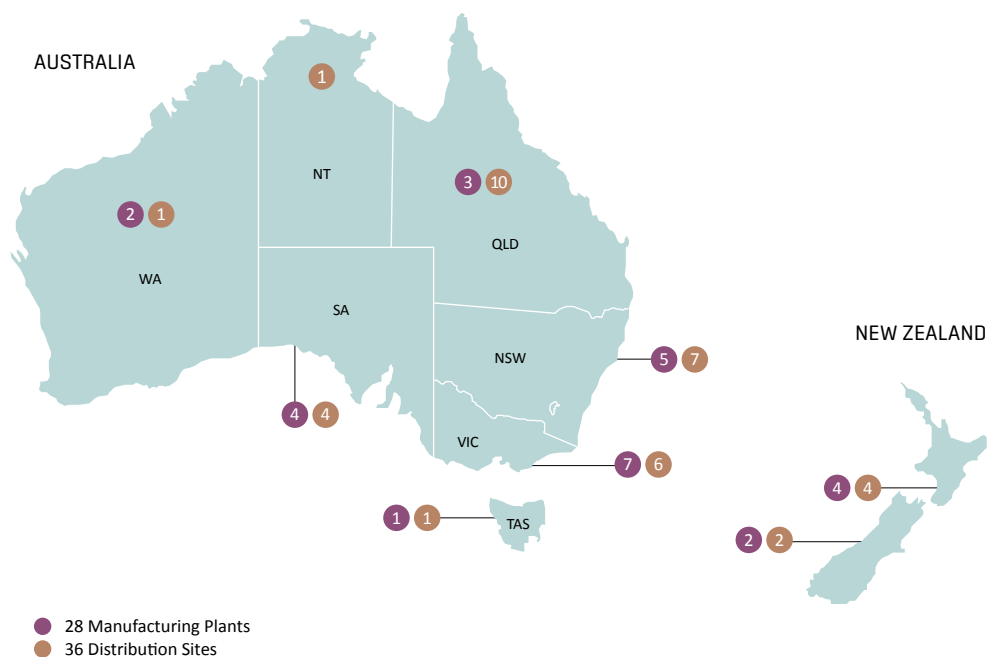 AUSTRALIA
1
NT
3 10
2 1
QLD
WA
SA
NEW ZEALAND
NSW
5 7
4 4
VIC
7 6
4 4
1 1
TAS
2 2
28 Manufacturing Plants
36 Distribution Sites